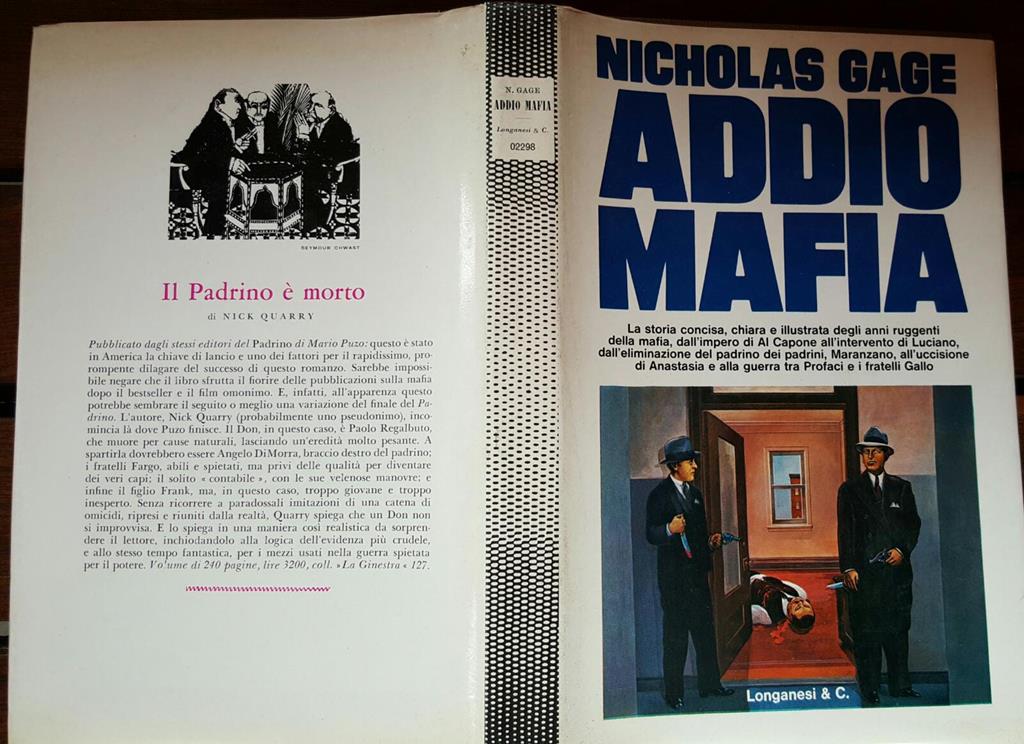 SEYMOUR CHWAST
Il Padrino è morto
di NICK QUARRY
Pubblicato dagli stessi editori del Padrino di Mario Puzo: questo è stato
in America la chiave di lancio e uno dei fattori per il rapidissimo, pro-
rompente dilagare del successo di questo romanzo. Sarebbe impossi-
bile negare che il libro sfrutta il fiorire delle pubblicazioni sulla mafia
dopo il bestseller e il film omonimo. E, infatti, all'apparenza questo
potrebbe sembrare il seguito o meglio una variazione del finale del Pa-
drino. L'autore, Nick Quarry (probabilmente uno pseudonimo), inco-
mincia là dove Puzo finisce. Il Don, in questo caso, è Paolo Regalbuto,
che muore per cause naturali, lasciando un'eredità molto pesante. A
spartirla dovrebbero essere Angelo DiMorra, braccio destro del padrino;
i fratelli Fargo, abili e spietati, ma privi delle qualità per diventare
dei veri capi; il solito « contabile », con le sue velenose manovre; e
infine il figlio Frank, ma, in questo caso, troppo giovane e troppo
inesperto. Senza ricorrere a paradossali imitazioni di una catena di
omicidi, ripresi e riuniti dalla realtà, Quarry spiega che un Don non
si improvvisa. E lo spiega in una maniera così realistica da sorpren-
dere il lettore, inchiodandolo alla logica dell'evidenza più crudele,
e allo stesso tempo fantastica, per i mezzi usati nella guerra spietata
per il potere. Volume di 240 pagine, lire 3200, coll. »La Ginestra« 127.
N. GAGE
ADDIO MAFIA
Longanesi & C.
02298
NICHOLAS GAGE
ADDIO
MAFIA
La storia concisa, chiara e illustrata degli anni ruggenti
della mafia, dall'impero di Al Capone all'intervento di Luciano,
dall'eliminazione del padrino dei padrini, Maranzano, all'uccisione
di Anastasia e alla guerra tra Profaci e i fratelli Gallo
Longanesi & C.